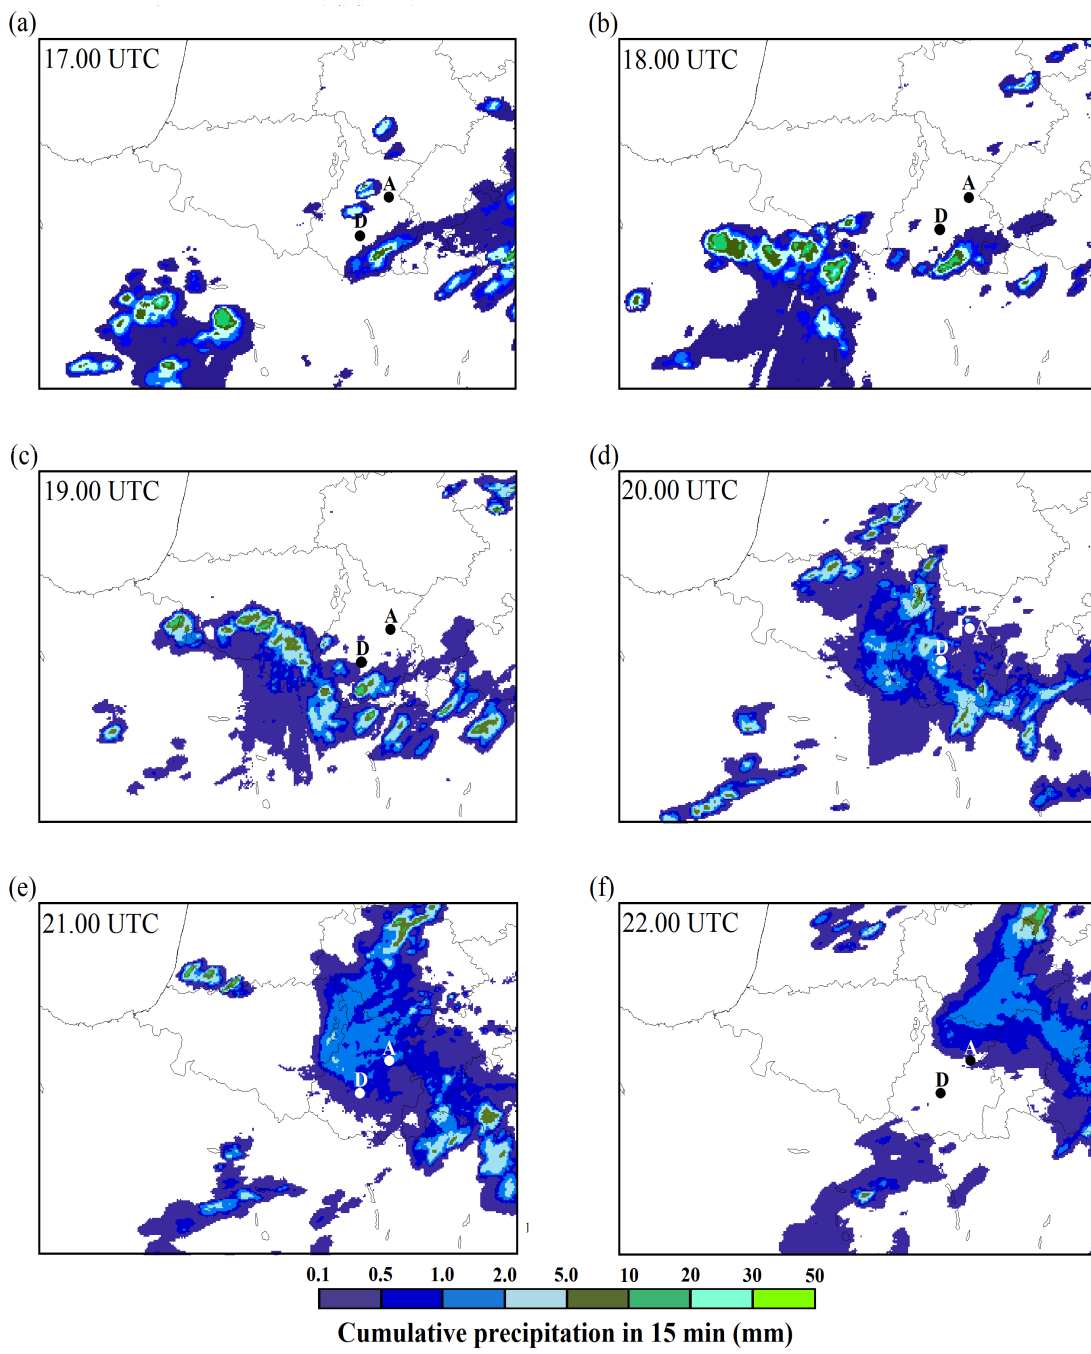 (a)
(b)
17.00 UTC
18.00 UTC
A
D
A
D
(c)
(d)
19.00 UTC
20.00 UTC
A
D
A
D
(e)
(f)
21.00 UTC
22.00 UTC
A
D
A
D
0.1 0.5 1.0 2.0 5.0 10 20 30 50
Cumulative precipitation in 15 min (mm)